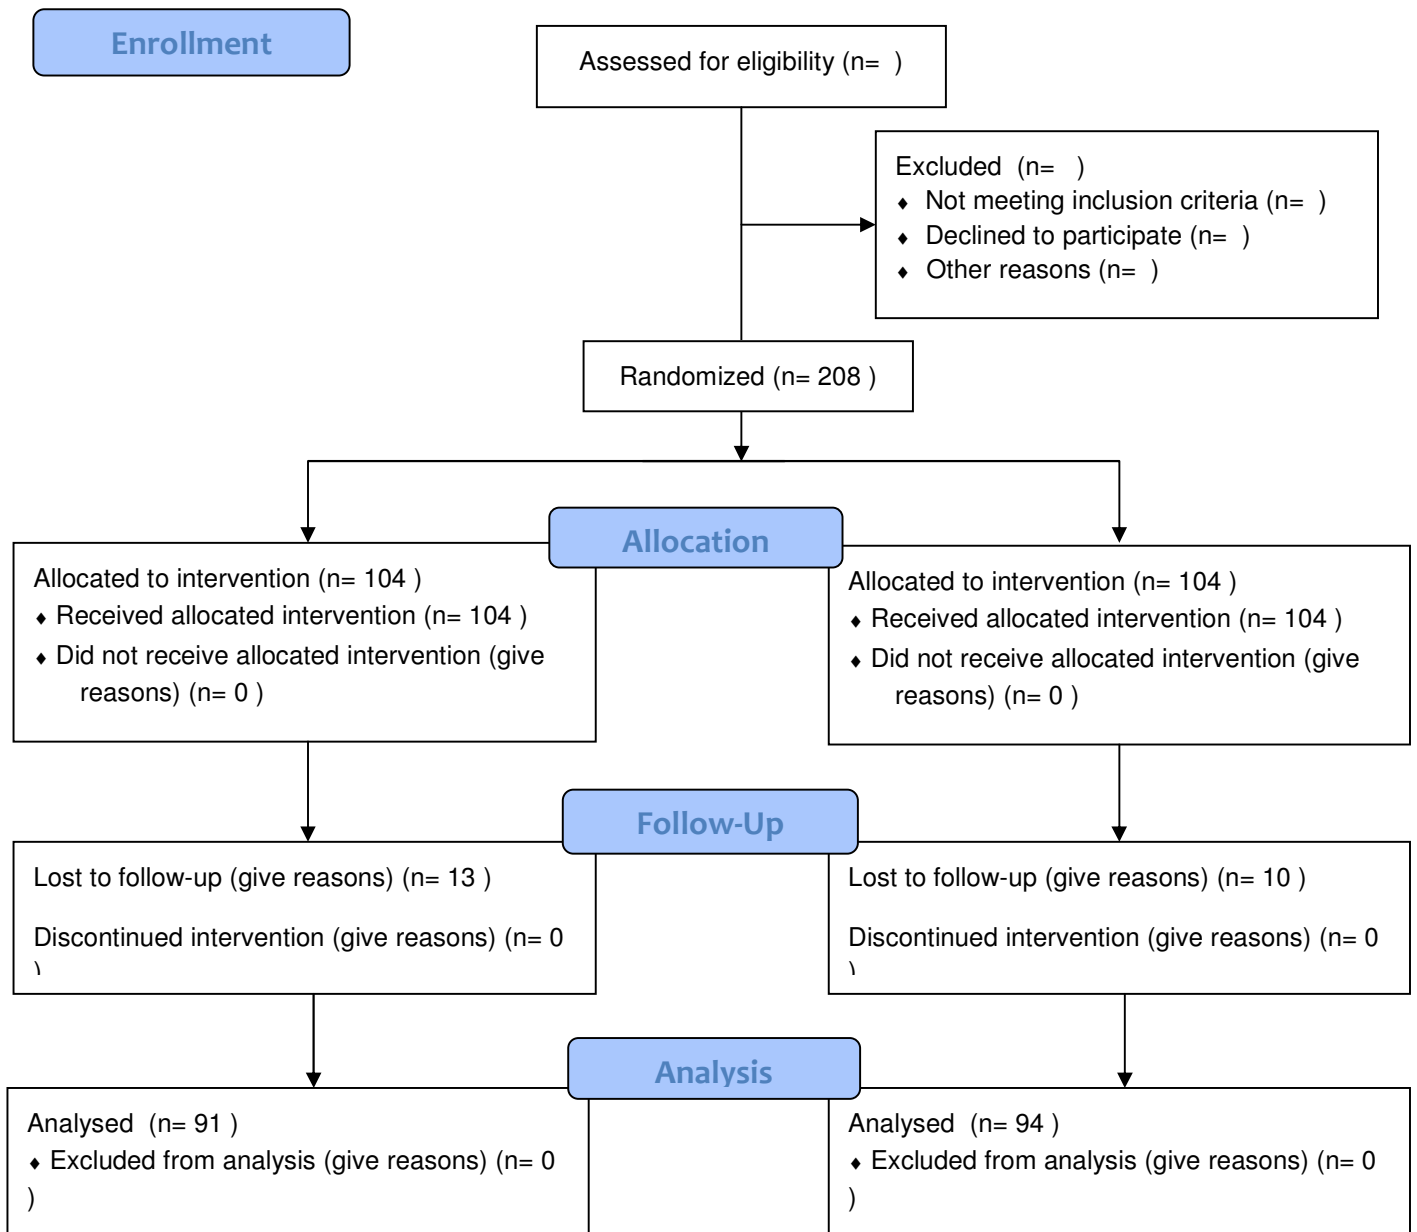 Enrollment
Assessed for eligibility (n=  )
Excluded  (n=   )
♦ Not meeting inclusion criteria (n=  )
♦ Declined to participate (n=  )
♦ Other reasons (n=  )
Randomized (n= 208 )
Allocation
Allocated to intervention (n= 104 )
♦ Received allocated intervention (n= 104 )
♦ Did not receive allocated intervention (give
reasons) (n= 0 )
Allocated to intervention (n= 104 )
♦ Received allocated intervention (n= 104 )
♦ Did not receive allocated intervention (give
reasons) (n= 0 )
Follow-Up
Lost to follow-up (give reasons) (n= 13 )
Discontinued intervention (give reasons) (n= 0
)
Lost to follow-up (give reasons) (n= 10 )
Discontinued intervention (give reasons) (n= 0
)
Analysis
Analysed  (n= 91 )
♦ Excluded from analysis (give reasons) (n= 0
)
Analysed  (n= 94 )
♦ Excluded from analysis (give reasons) (n= 0
)